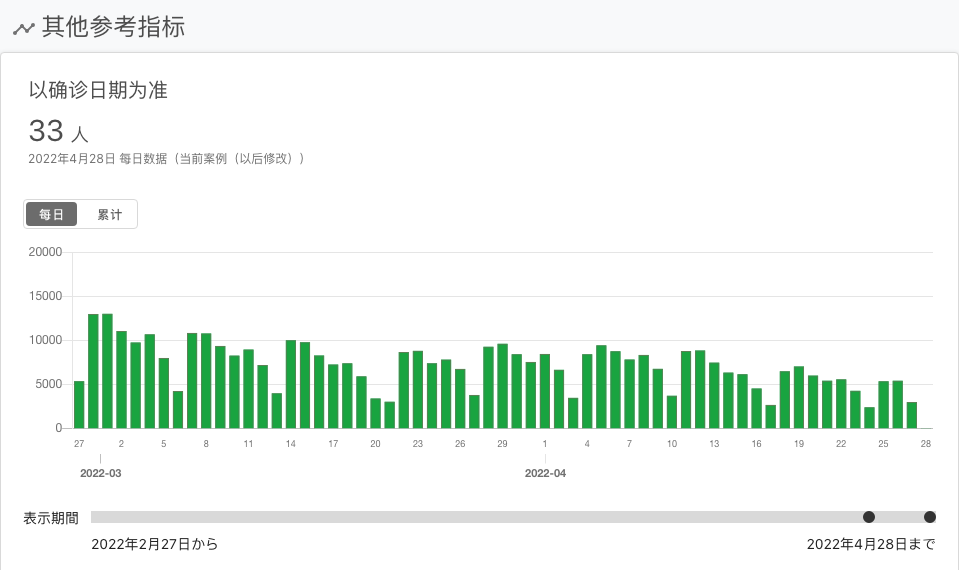 其他参考指标
以确诊日期为准
33 人
2022年4月28日 每日数据（当前案例（以后修改））
每日 累计
20000
15000
10000
5000
0
27 2 5 8 11 14 17 20 23 26 29 1 4 7 10 13 16 19 22 25 28
2022-03 2022-04
表示期間
2022年2月27日から 2022年4月28日まで